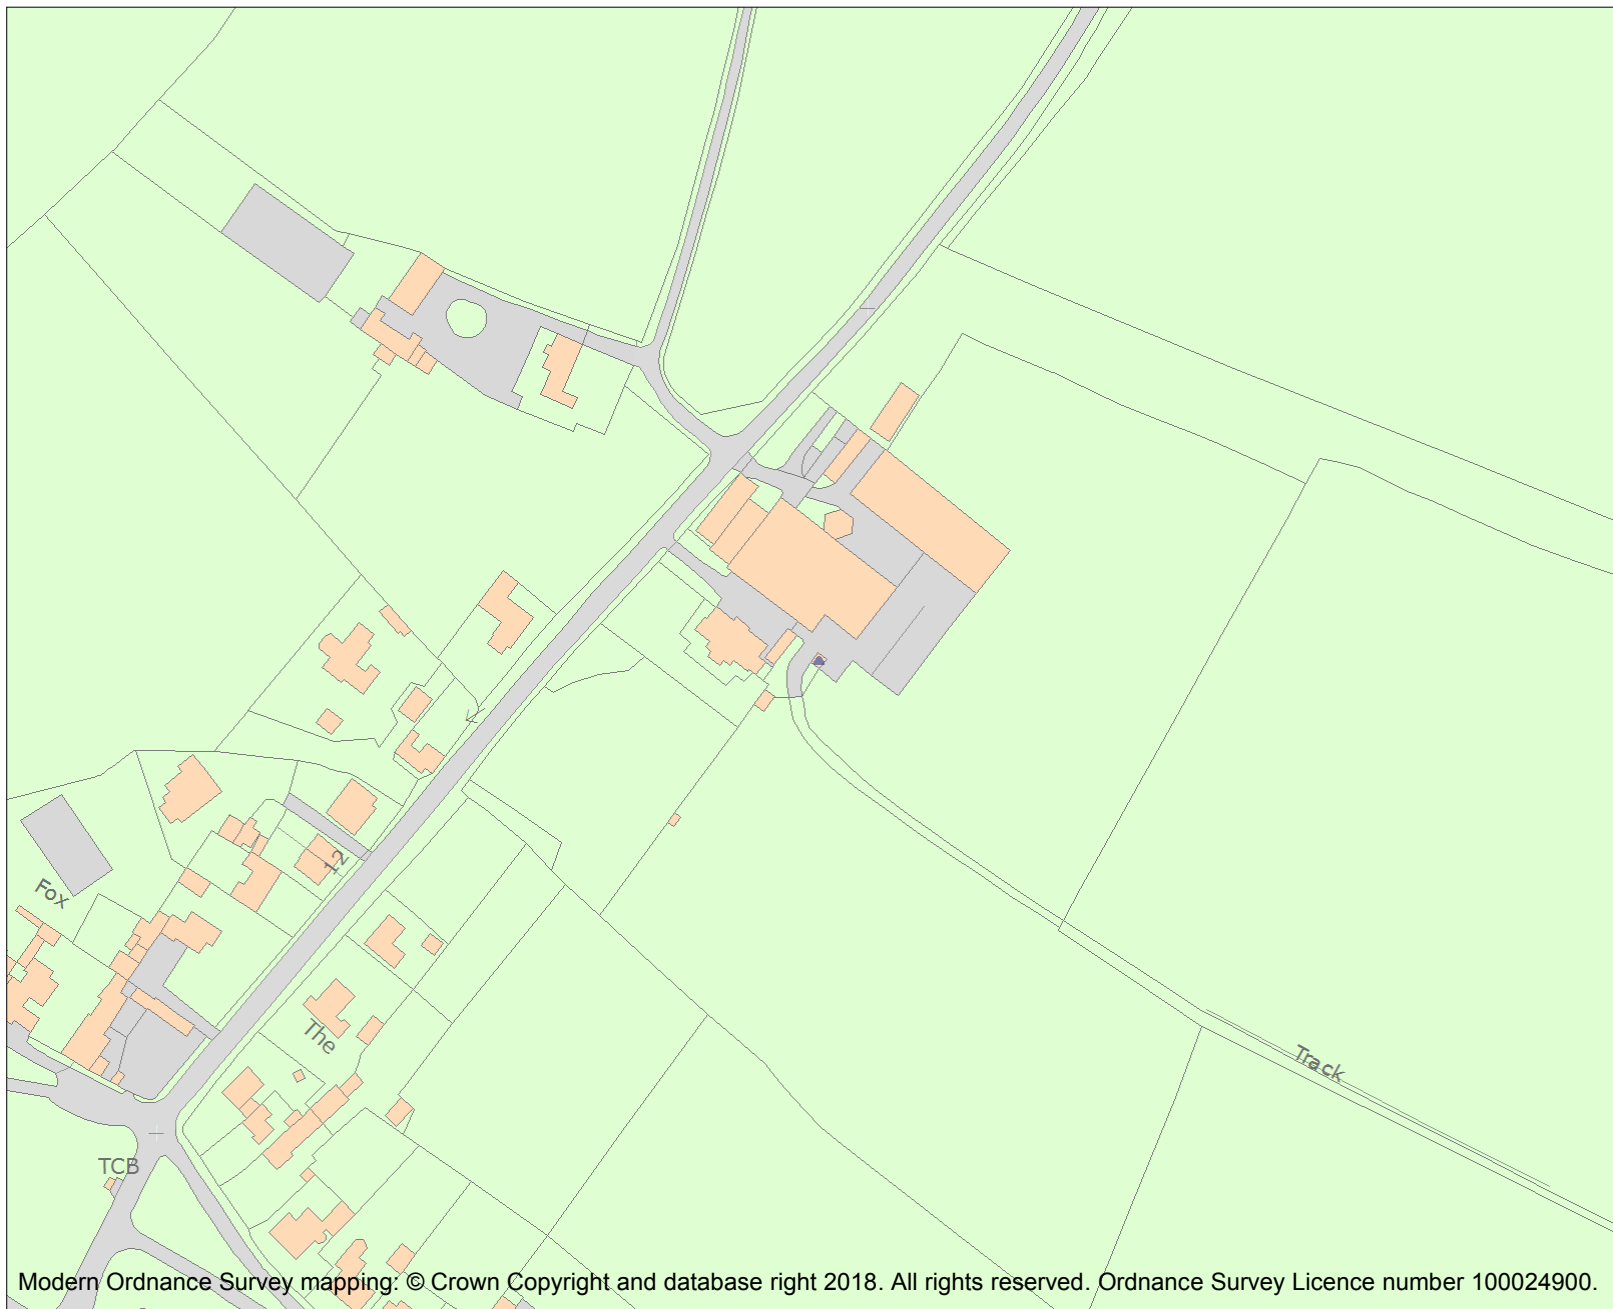 12
Fox
The
Track
TCB
Modern Ordnance Survey mapping: © Crown Copyright and database right 2018. All rights reserved. Ordnance Survey Licence number 100024900.